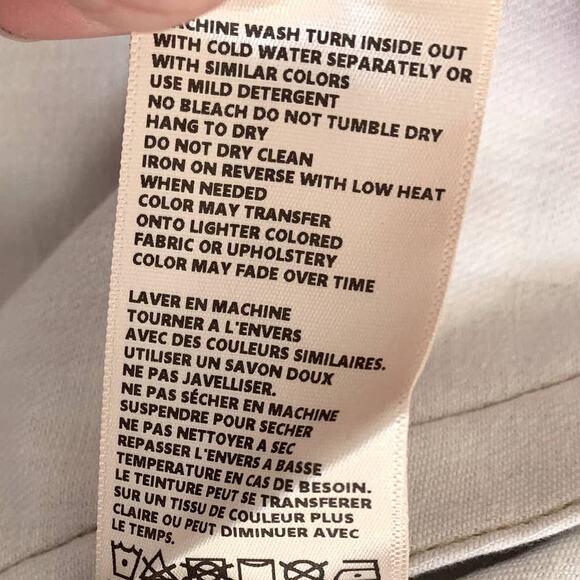 MACHINE WASH TURN INSIDE OUT
WITH COLD WATER SEPARATELY OR
WITH SIMILAR COLORS
USE MILD DETERGENT
NO BLEACH DO NOT TUMBLE DRY
HANG TO DRY
DO NOT DRY CLEAN
IRON ON REVERSE WITH LOW HEAT
WHEN NEEDED
COLOR MAY TRANSFER
ONTO LIGHTER COLORED
FABRIC OR UPHOLSTERY
COLOR MAY FADE OVER TIME
LAVER EN MACHINE
TOURNER A L'ENVERS
AVEC DES COULEURS SIMILAIRES.
UTILISER UN SAVON DOUX
NE PAS JAVELLISER.
NE PAS SÉCHER EN MACHINE
SUSPENDRE POUR SECHER
NE PAS NETTOYER A SEC
REPASSER L'ENVERS A BASSE
TEMPERATURE EN CAS DE BESOIN.
LE TEINTURE PEUT SE TRANSFERER
SUR UN TISSU DE COULEUR PLUS
CLAIRE OU PEUT DIMINUER AVEC
LE TEMPS.